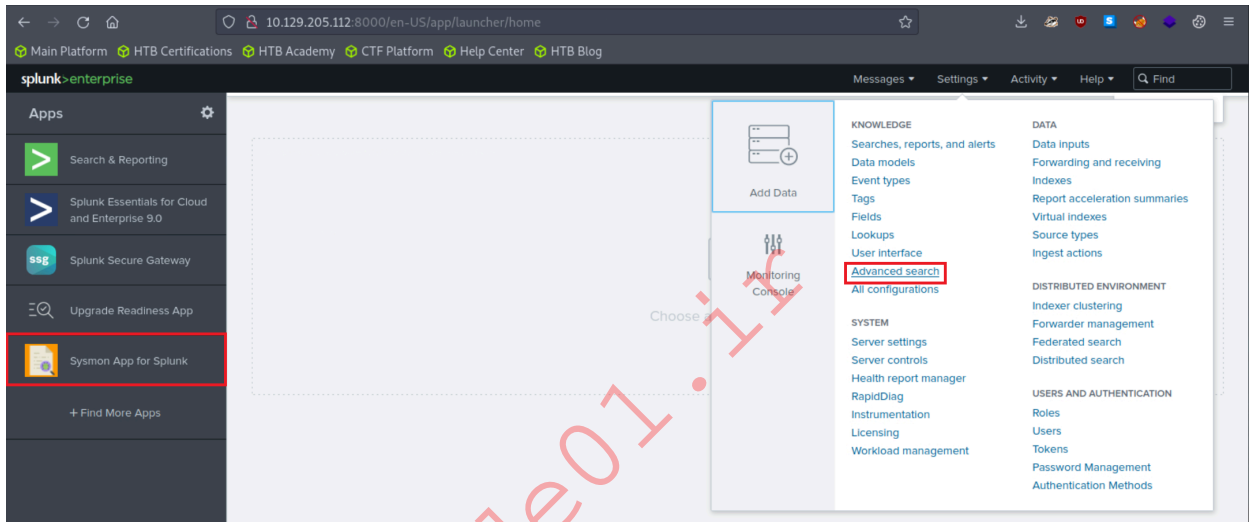 10.129.205.112:8000/en-US/app/launcher/home
Main Platform HTB Certifications HTB Academy CTF Platform Help Center HTB Blog
splunk>enterprise
Messages Settings Activity Help Find
Apps
Search & Reporting
Splunk Essentials for Cloud
and Enterprise 9.0
ssg
Splunk Secure Gateway
Upgrade Readiness App
Sysmon App for Splunk
+ Find More Apps
Choose
Add Data
Monitoring
Console
KNOWLEDGE
Searches, reports, and alerts
Data models
Event types
Tags
Fields
Lookups
User interface
Advanced search
All configurations
SYSTEM
Server settings
Server controls
Health report manager
RapidDiag
Instrumentation
Licensing
Workload management
DATA
Data inputs
Forwarding and receiving
Indexes
Report acceleration summaries
Virtual indexes
Source types
Ingest actions
DISTRIBUTED ENVIRONMENT
Indexer clustering
Forwarder management
Federated search
Distributed search
USERS AND AUTHENTICATION
Roles
Users
Tokens
Password Management
Authentication Methods